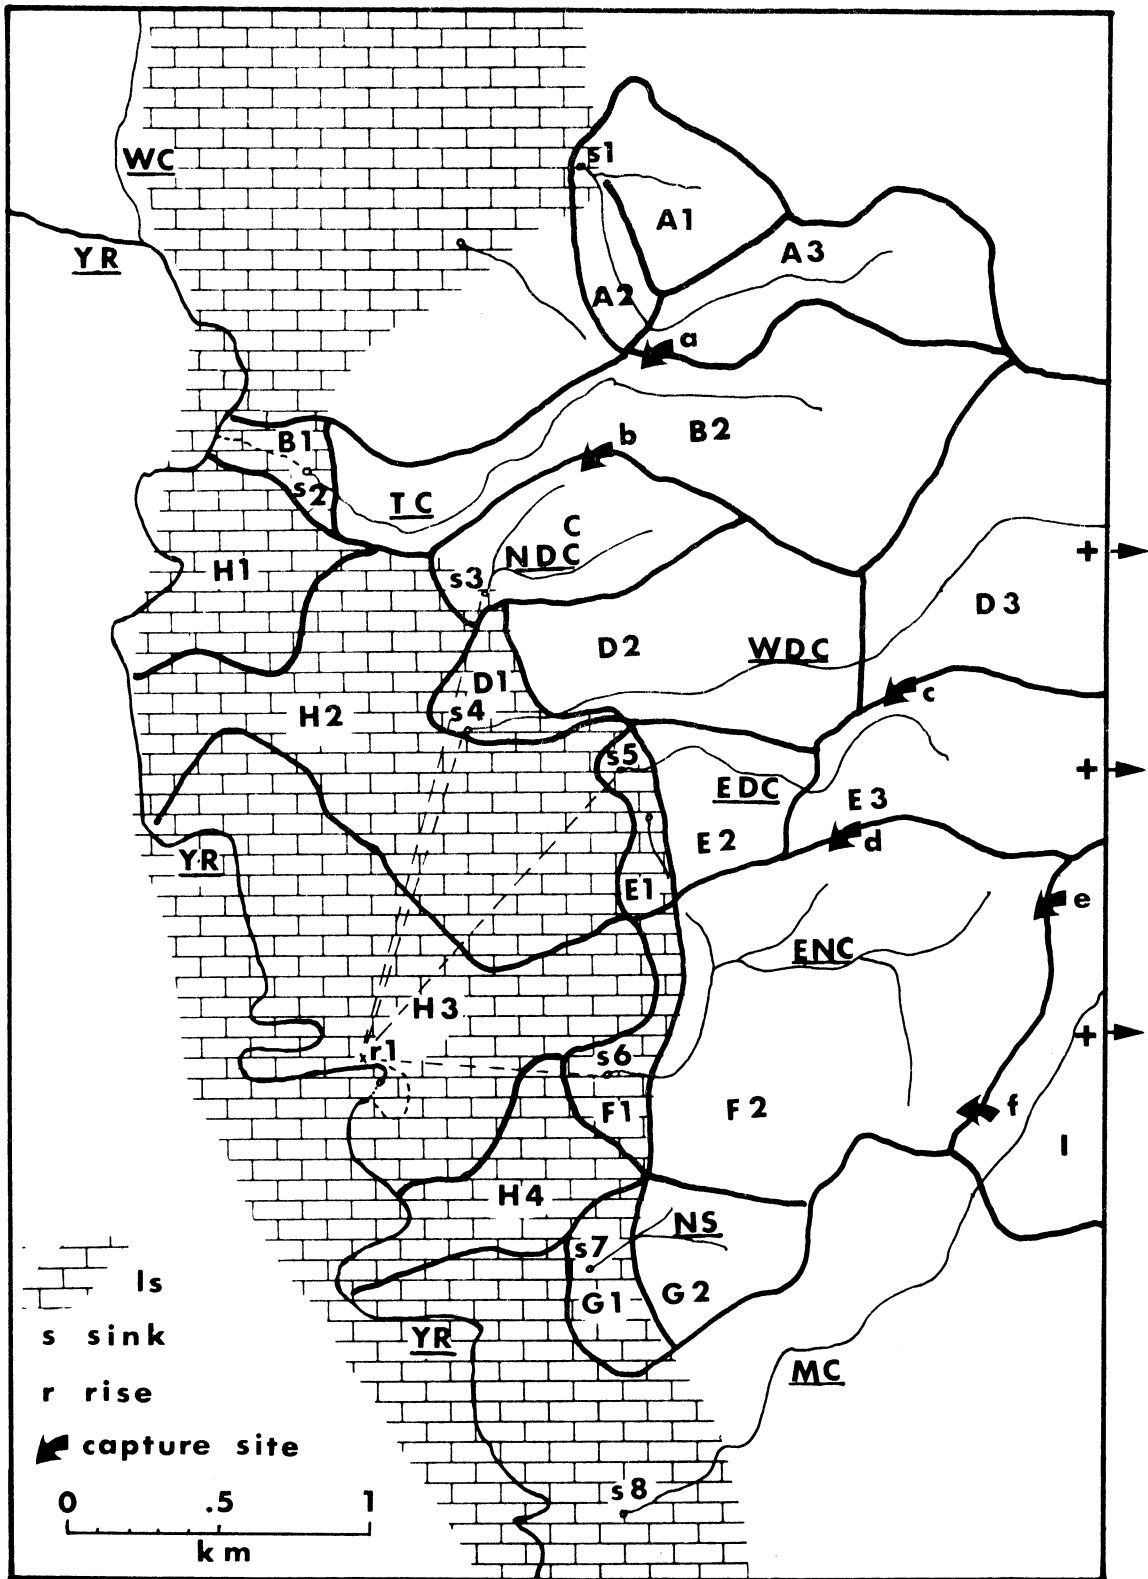 WC
s1
A1
YR
A3
A2
a
B1
b
B2
s2
TC
C
NDC
+
H1
s3
D3
D2
WDC
D1
c
H2
s4
s5
+
EDC
E3
YR
E2
d
E1
e
ENC
H3
+
r1
s6
F1
F2
f
I
H4
NS
s7
ls
G1
G2
s sink
YR
MC
r rise
capture site
s8
0 .5 1
km